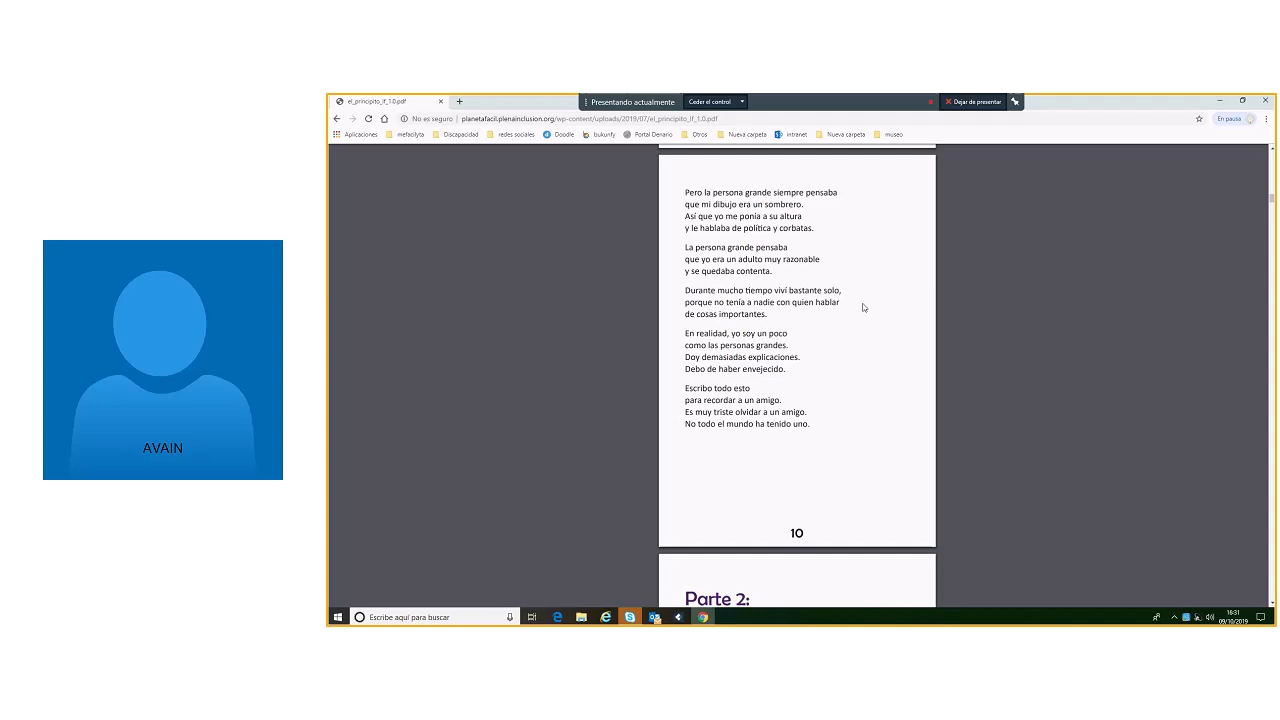 AVAIN
el_principito_lf_1.0.pdf
Presentando actualmente
Ceder el control
Dejar de presentar
No es seguro
planetafacil.plenainclusion.org/wp-content/uploads/2019/07/el_principito_lf_1.0.pdf
En pausa
Aplicaciones
mefacilyta
Discapacidad
redes sociales
Doodle
bukunfy
Portal Denario
Otros
Nueva carpeta
intranet
Nueva carpeta
museo
Pero la persona grande siempre pensaba
que mi dibujo era un sombrero.
Así que yo me ponía a su altura
y le hablaba de política y corbatas.
La persona grande pensaba
que yo era un adulto muy razonable
y se quedaba contenta.
Durante mucho tiempo viví bastante solo,
porque no tenía a nadie con quien hablar
de cosas importantes.
En realidad, yo soy un poco
como las personas grandes.
Doy demasiadas explicaciones.
Debo de haber envejecido.
Escribo todo esto
para recordar a un amigo.
Es muy triste olvidar a un amigo.
No todo el mundo ha tenido uno.
10
Parte 2:
Escribe aquí para buscar
16:31
09/10/2019